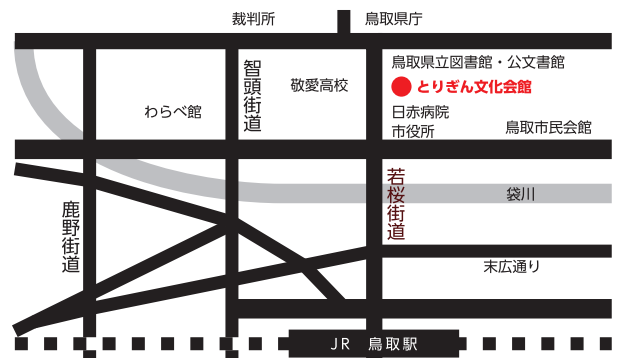 裁判所
鳥取県庁
鳥取県立図書館・公文書館
智頭街道
敬愛高校
とりぎん文化会館
わらべ館
日赤病院
市役所
鳥取市民会館
若桜街道
袋川
鹿野街道
末広通り
JR 鳥取駅